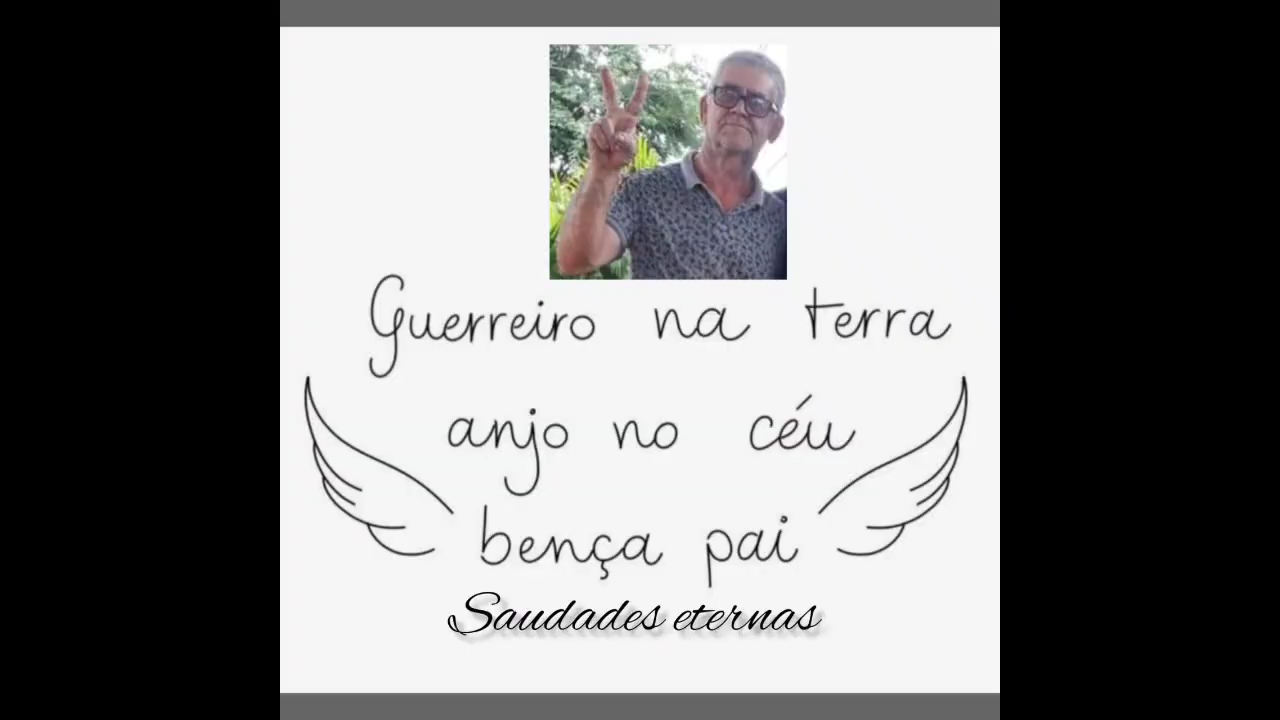 Guerreiro na terra
anjo no céu
bença pai
Saudades eternas